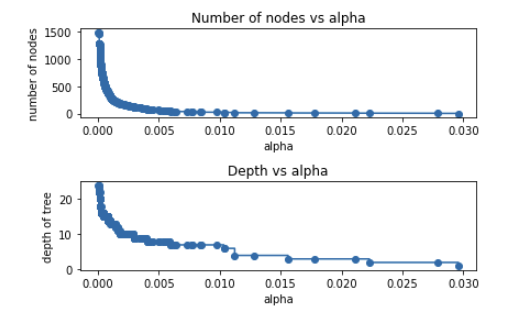 Number of nodes vs alpha
number of nodes
1500
1000
500
0
0.000 0.005 0.010 0.015 0.020 0.025 0.030
alpha
Depth vs alpha
depth of tree
20
10
0
0.000 0.005 0.010 0.015 0.020 0.025 0.030
alpha